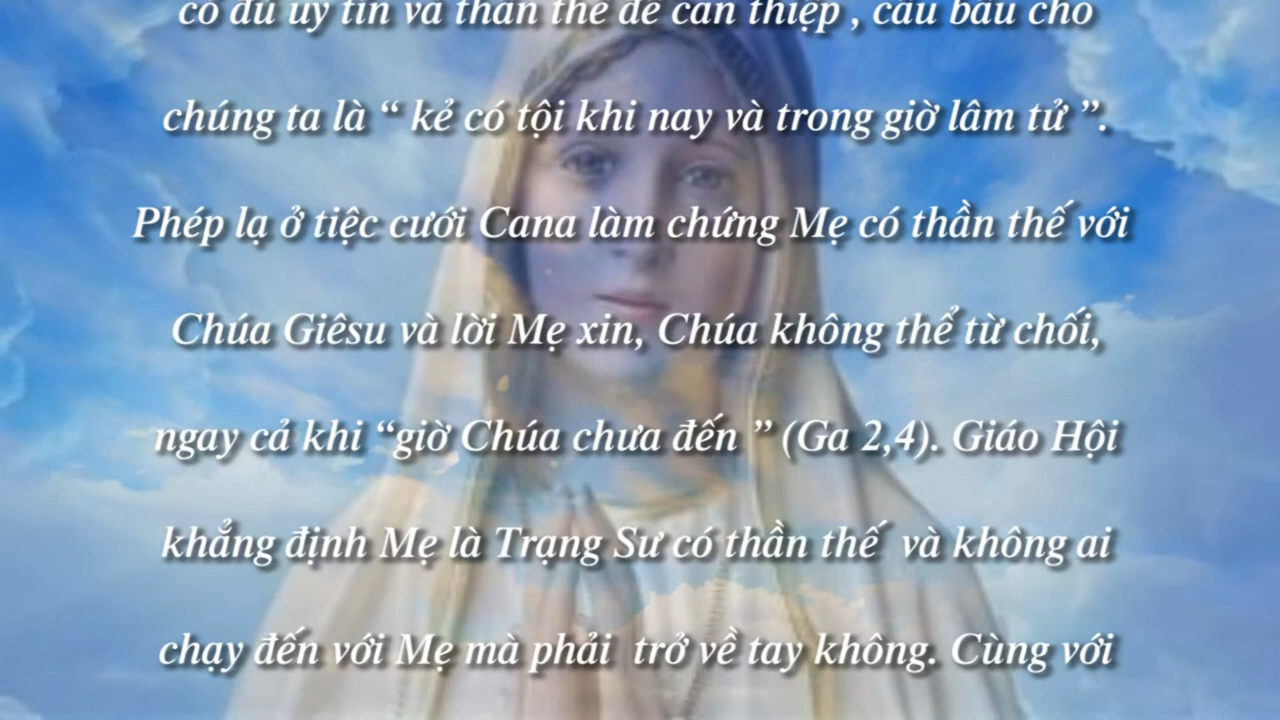 có đủ uy tín và thần thế để can thiệp , cầu bầu cho
chúng ta là “ kẻ có tội khi nay và trong giờ lâm tử ”.
Phép lạ ở tiệc cưới Cana làm chứng Mẹ có thần thế với
Chúa Giêsu và lời Mẹ xin, Chúa không thể từ chối,
ngay cả khi “giờ Chúa chưa đến ” (Ga 2,4). Giáo Hội
khẳng định Mẹ là Trạng Sư có thần thế  và không ai
chạy đến với Mẹ mà phải  trở về tay không. Cùng với